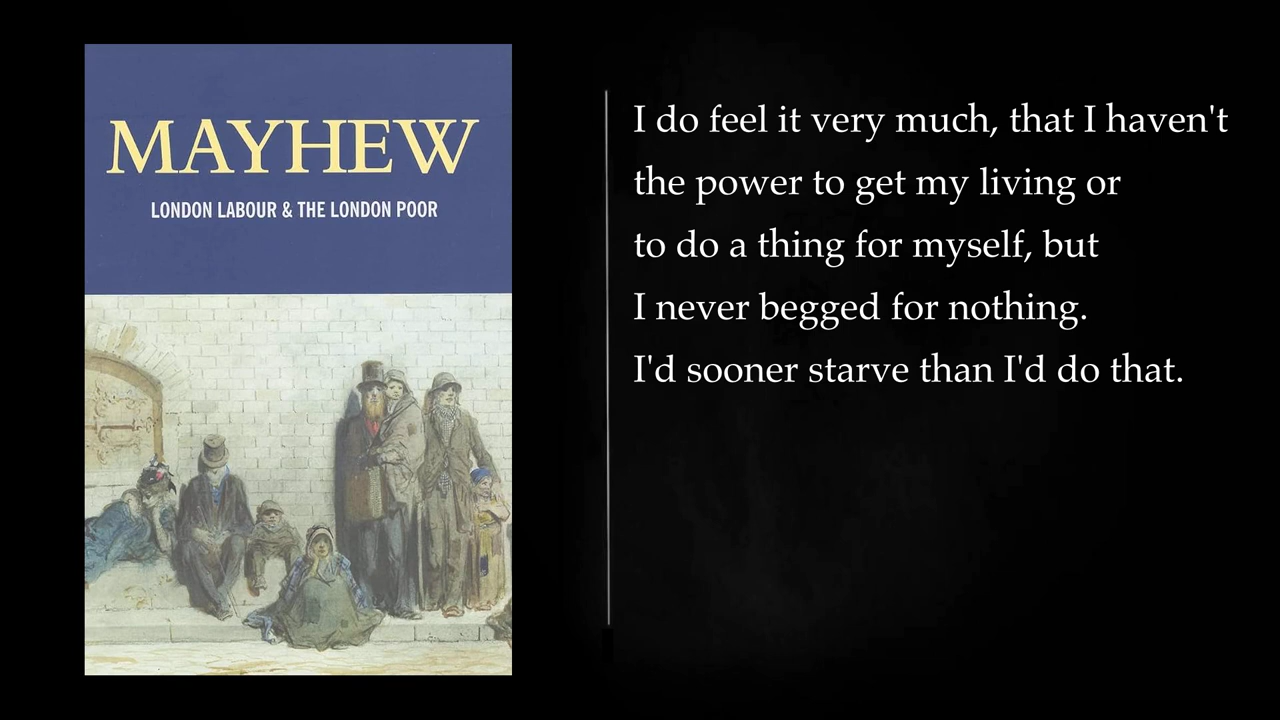 MAYHEW
LONDON LABOUR & THE LONDON POOR
I do feel it very much, that I haven't
the power to get my living or
to do a thing for myself, but
I never begged for nothing.
I'd sooner starve than I'd do that.